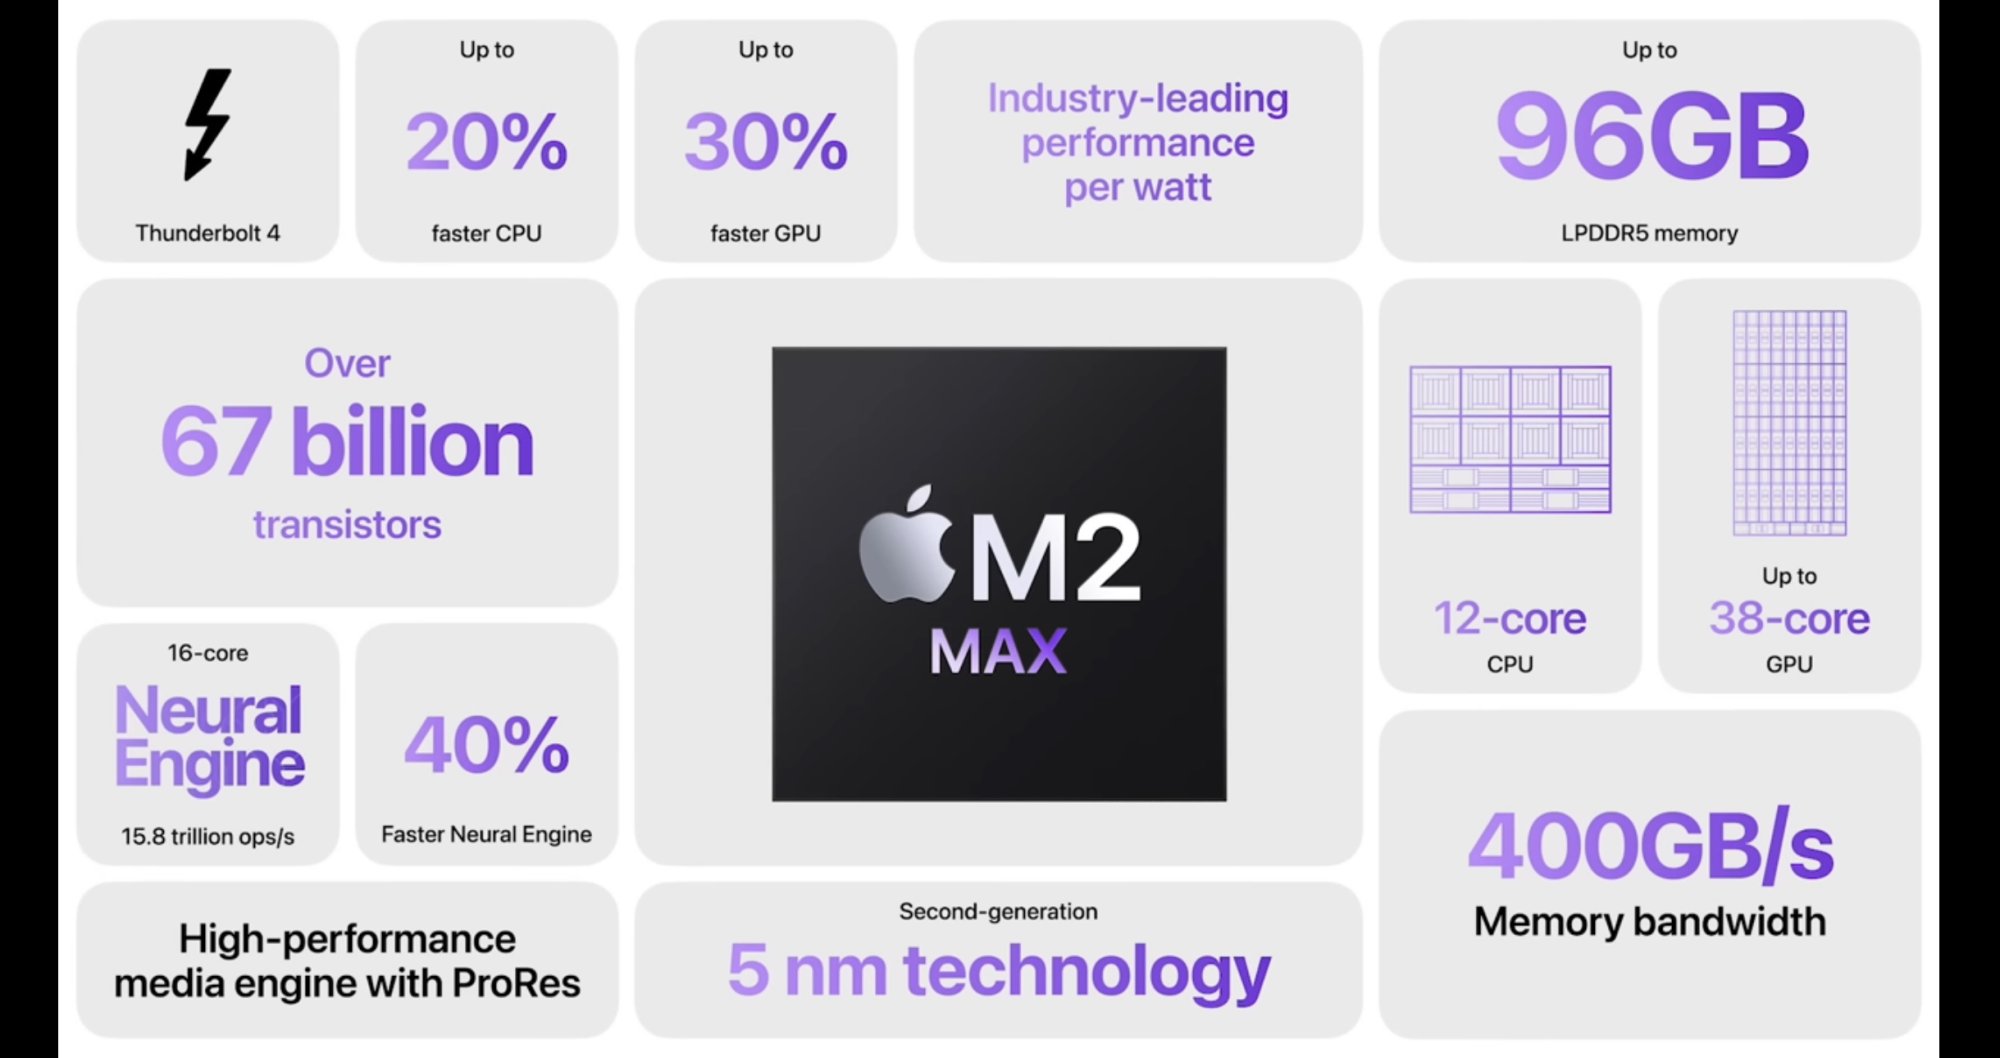 Thunderbolt 4
Up to
20%
faster CPU
Up to
30%
faster GPU
Industry-leading
performance
per watt
Up to
96GB
LPDDR5 memory
Over
67 billion
transistors
M2
MAX
12-core
CPU
Up to
38-core
GPU
16-core
Neural
Engine
15.8 trillion ops/s
40%
Faster Neural Engine
400GB/s
Memory bandwidth
High-performance
media engine with ProRes
Second-generation
5 nm technology